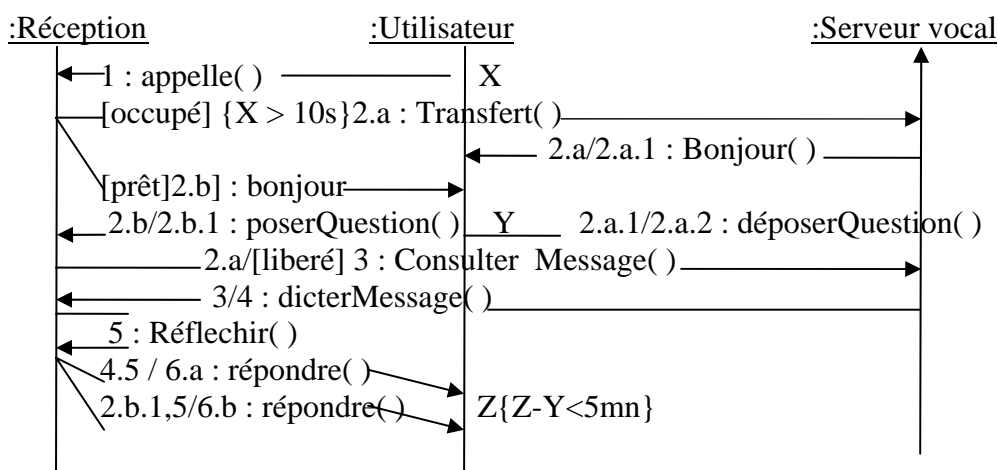 :Réception :Utilisateur :Serveur vocal
1 : appelle( ) X
[occupé] {X > 10s}2.a : Transfert( )
2.a/2.a.1 : Bonjour( )
[prêt]2.b] : bonjour
2.b/2.b.1 : poserQuestion( ) Y 2.a.1/2.a.2 : déposerQuestion( )
2.a/[liberé] 3 : Consulter Message( )
3/4 : dicterMessage( )
5 : Réflechir( )
4.5 / 6.a : répondre( )
2.b.1,5/6.b : répondre( ) Z{Z-Y<5mn}